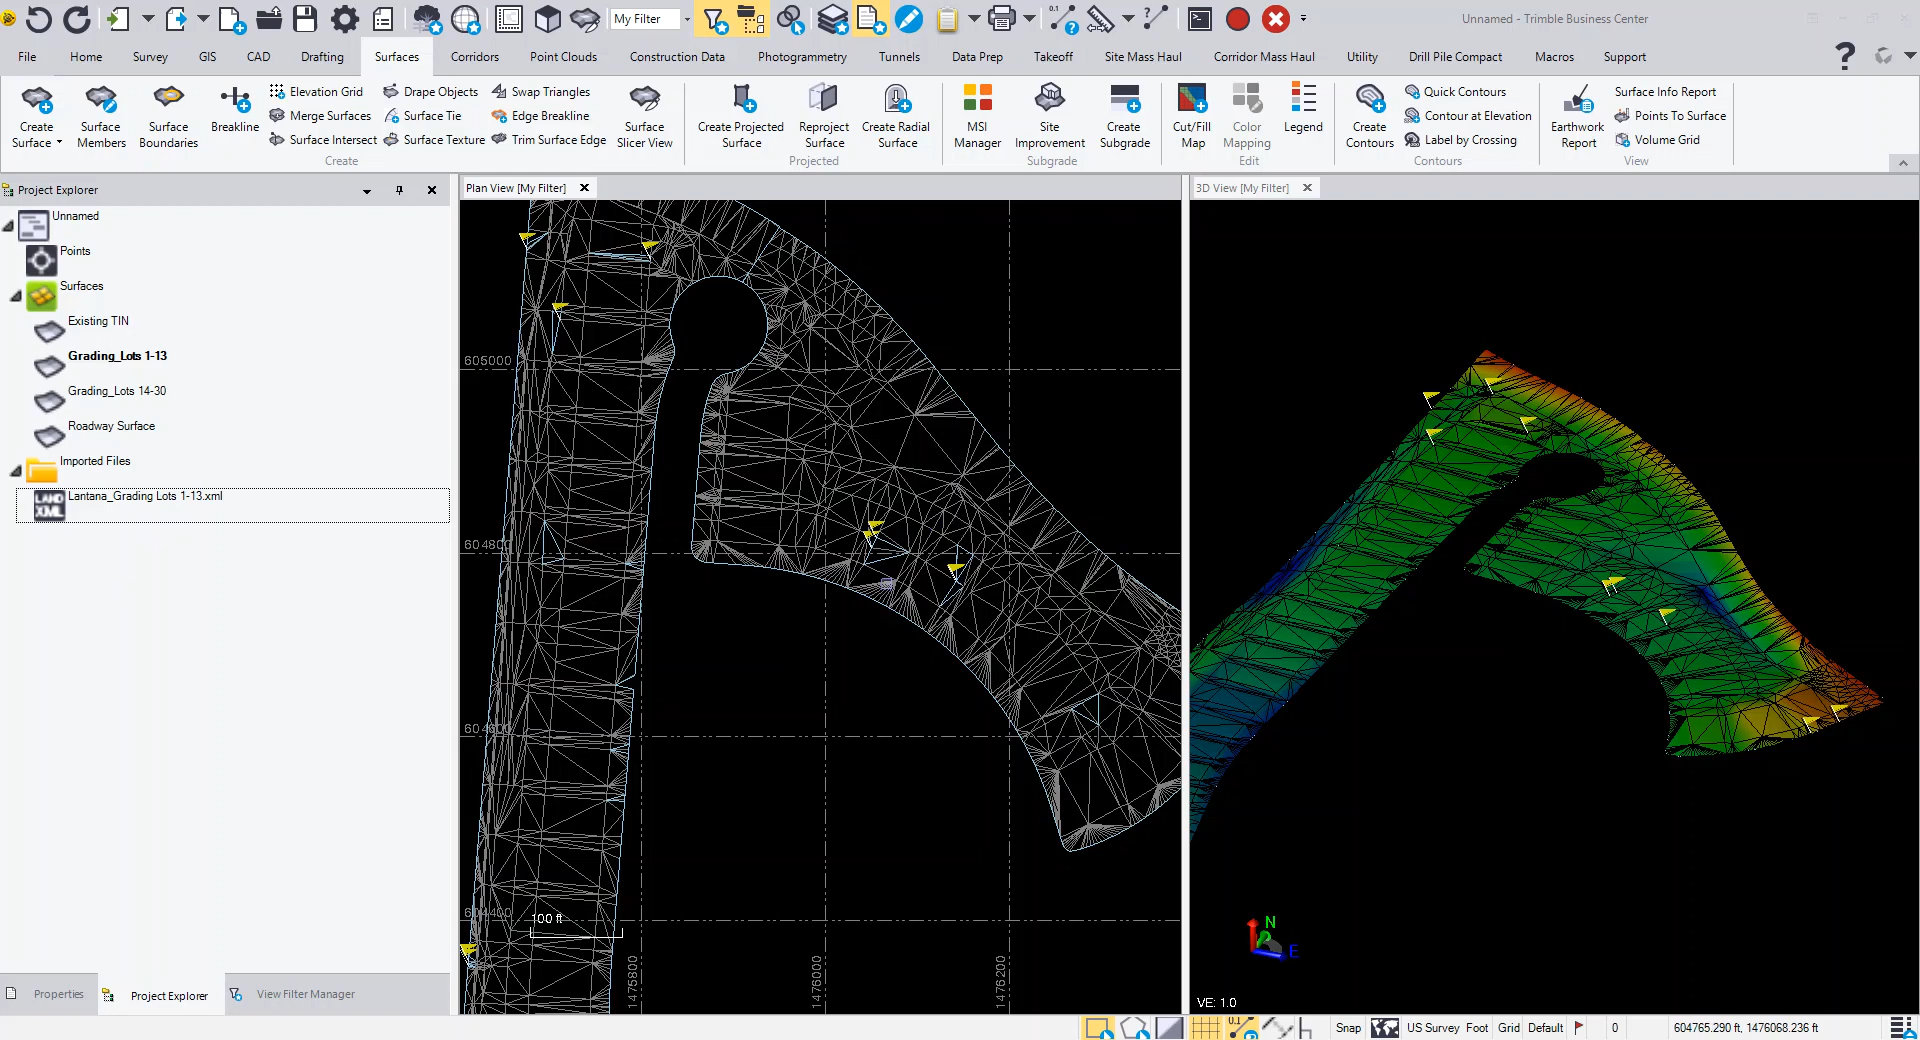 My Filter
Unnamed - Trimble Business Center
File Home Survey GIS CAD Drafting Surfaces Corridors Point Clouds Construction Data Photogrammetry Tunnels Data Prep Takeoff Site Mass Haul Corridor Mass Haul Utility Drill Pile Compact Macros Support
Create Surface
Surface Members
Surface Boundaries
Breakline
Elevation Grid
Merge Surfaces
Surface Intersect
Drape Objects
Surface Tie
Surface Texture
Swap Triangles
Edge Breakline
Trim Surface Edge
Surface Slicer View
Create
Create Projected Surface
Reproject Surface
Create Radial Surface
Projected
MSI Manager
Site Improvement
Create Subgrade
Subgrade
Cut/Fill Map
Color Mapping
Legend
Edit
Create Contours
Quick Contours
Contour at Elevation
Label by Crossing
Contours
Earthwork Report
Surface Info Report
Points To Surface
Volume Grid
View
Project Explorer
Unnamed
Points
Surfaces
Existing TIN
Grading_Lots 1-13
Grading_Lots 14-30
Roadway Surface
Imported Files
LAND XML
Lantana_Grading Lots 1-13.xml
Properties
Project Explorer
View Filter Manager
Plan View [My Filter]
605000
604800
604600
604400
100 ft
1475800
1476000
1476200
3D View [My Filter]
N
E
VE: 1.0
Snap US Survey Foot Grid Default 0 604765.290 ft, 1476068.236 ft